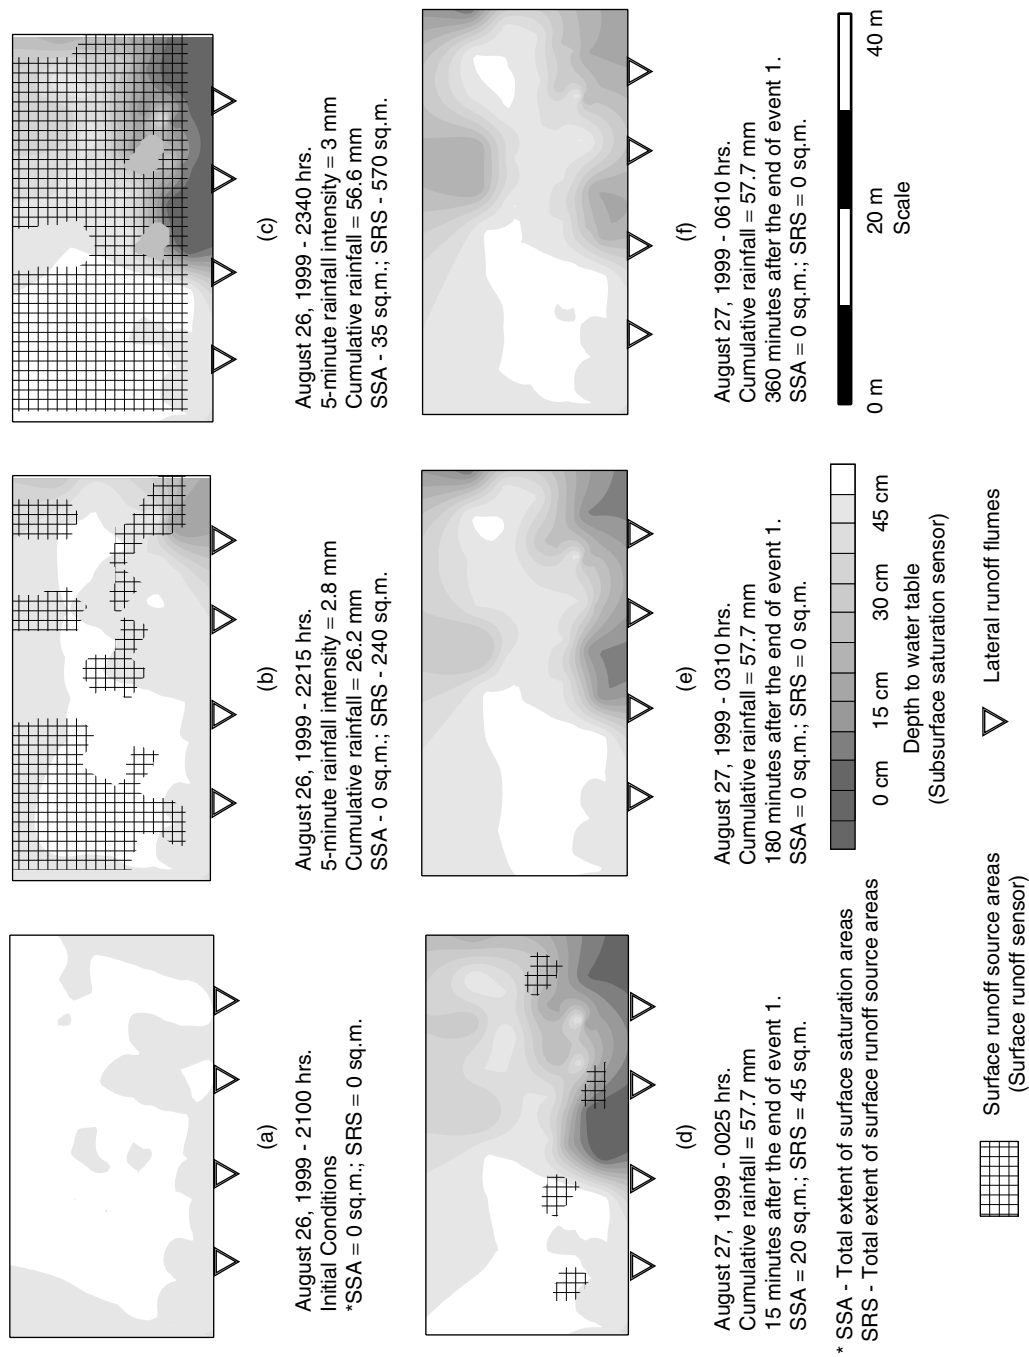 (a)
August 26, 1999 - 2100 hrs.
Initial Conditions
*SSA = 0 sq.m.; SRS = 0 sq.m.
(b)
August 26, 1999 - 2215 hrs.
5-minute rainfall intensity = 2.8 mm
Cumulative rainfall = 26.2 mm
SSA - 0 sq.m.; SRS - 240 sq.m.
(c)
August 26, 1999 - 2340 hrs.
5-minute rainfall intensity = 3 mm
Cumulative rainfall = 56.6 mm
SSA - 35 sq.m.; SRS - 570 sq.m.
(d)
August 27, 1999 - 0025 hrs.
Cumulative rainfall = 57.7 mm
15 minutes after the end of event 1.
SSA = 20 sq.m.; SRS = 45 sq.m.
(e)
August 27, 1999 - 0310 hrs.
Cumulative rainfall = 57.7 mm
180 minutes after the end of event 1.
SSA = 0 sq.m.; SRS = 0 sq.m.
(f)
August 27, 1999 - 0610 hrs.
Cumulative rainfall = 57.7 mm
360 minutes after the end of event 1.
SSA = 0 sq.m.; SRS = 0 sq.m.
* SSA - Total extent of surface saturation areas
SRS - Total extent of surface runoff source areas
0 cm 15 cm 30 cm 45 cm
Depth to water table
(Subsurface saturation sensor)
0 m 20 m 40 m
Scale
Surface runoff source areas
(Surface runoff sensor)
Lateral runoff flumes